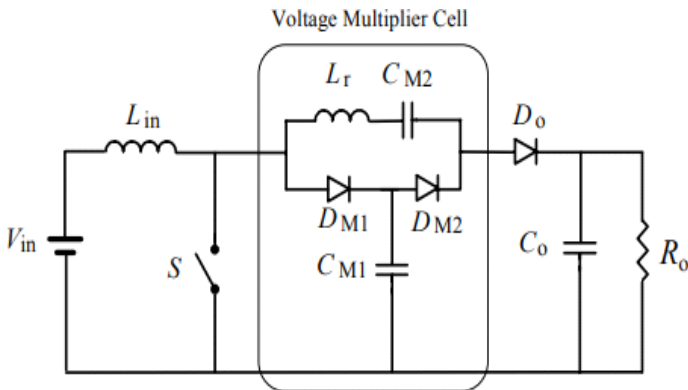 Voltage Multiplier Cell
Lr
CM2
Lin
Do
DM1
DM2
Vin
S
CM1
Co
Ro